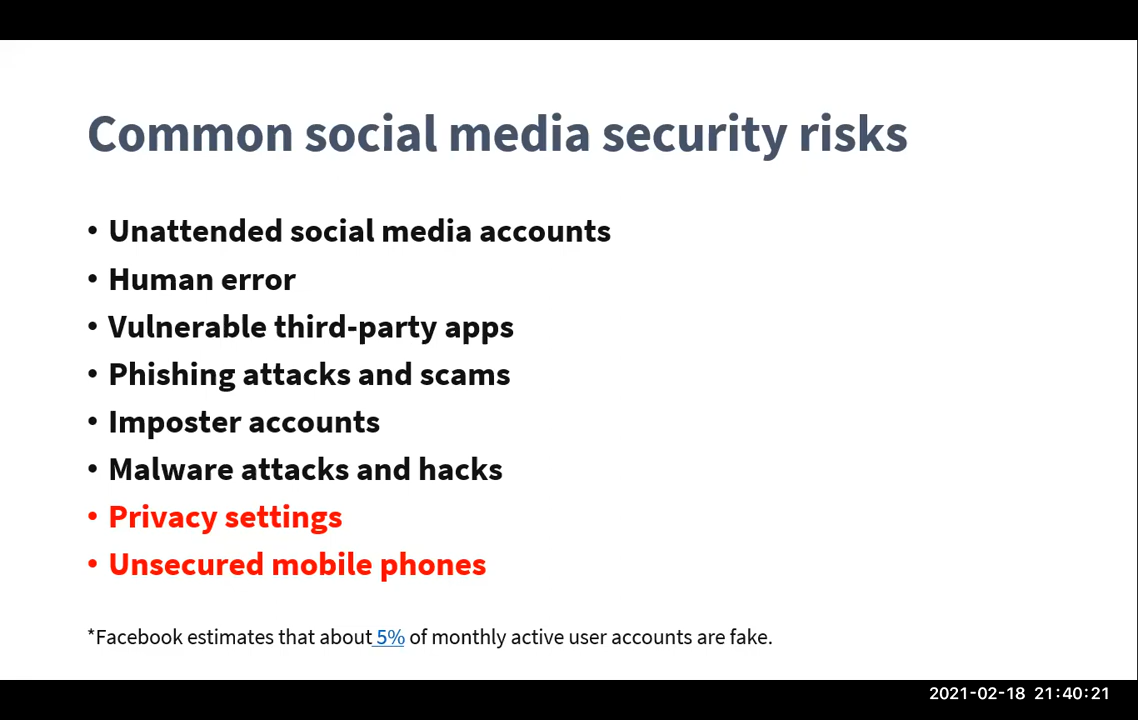 Common social media security risks
• Unattended social media accounts
• Human error
• Vulnerable third-party apps
• Phishing attacks and scams
• Imposter accounts
• Malware attacks and hacks
• Privacy settings
• Unsecured mobile phones
*Facebook estimates that about 5% of monthly active user accounts are fake.
2021-02-18 21:40:21